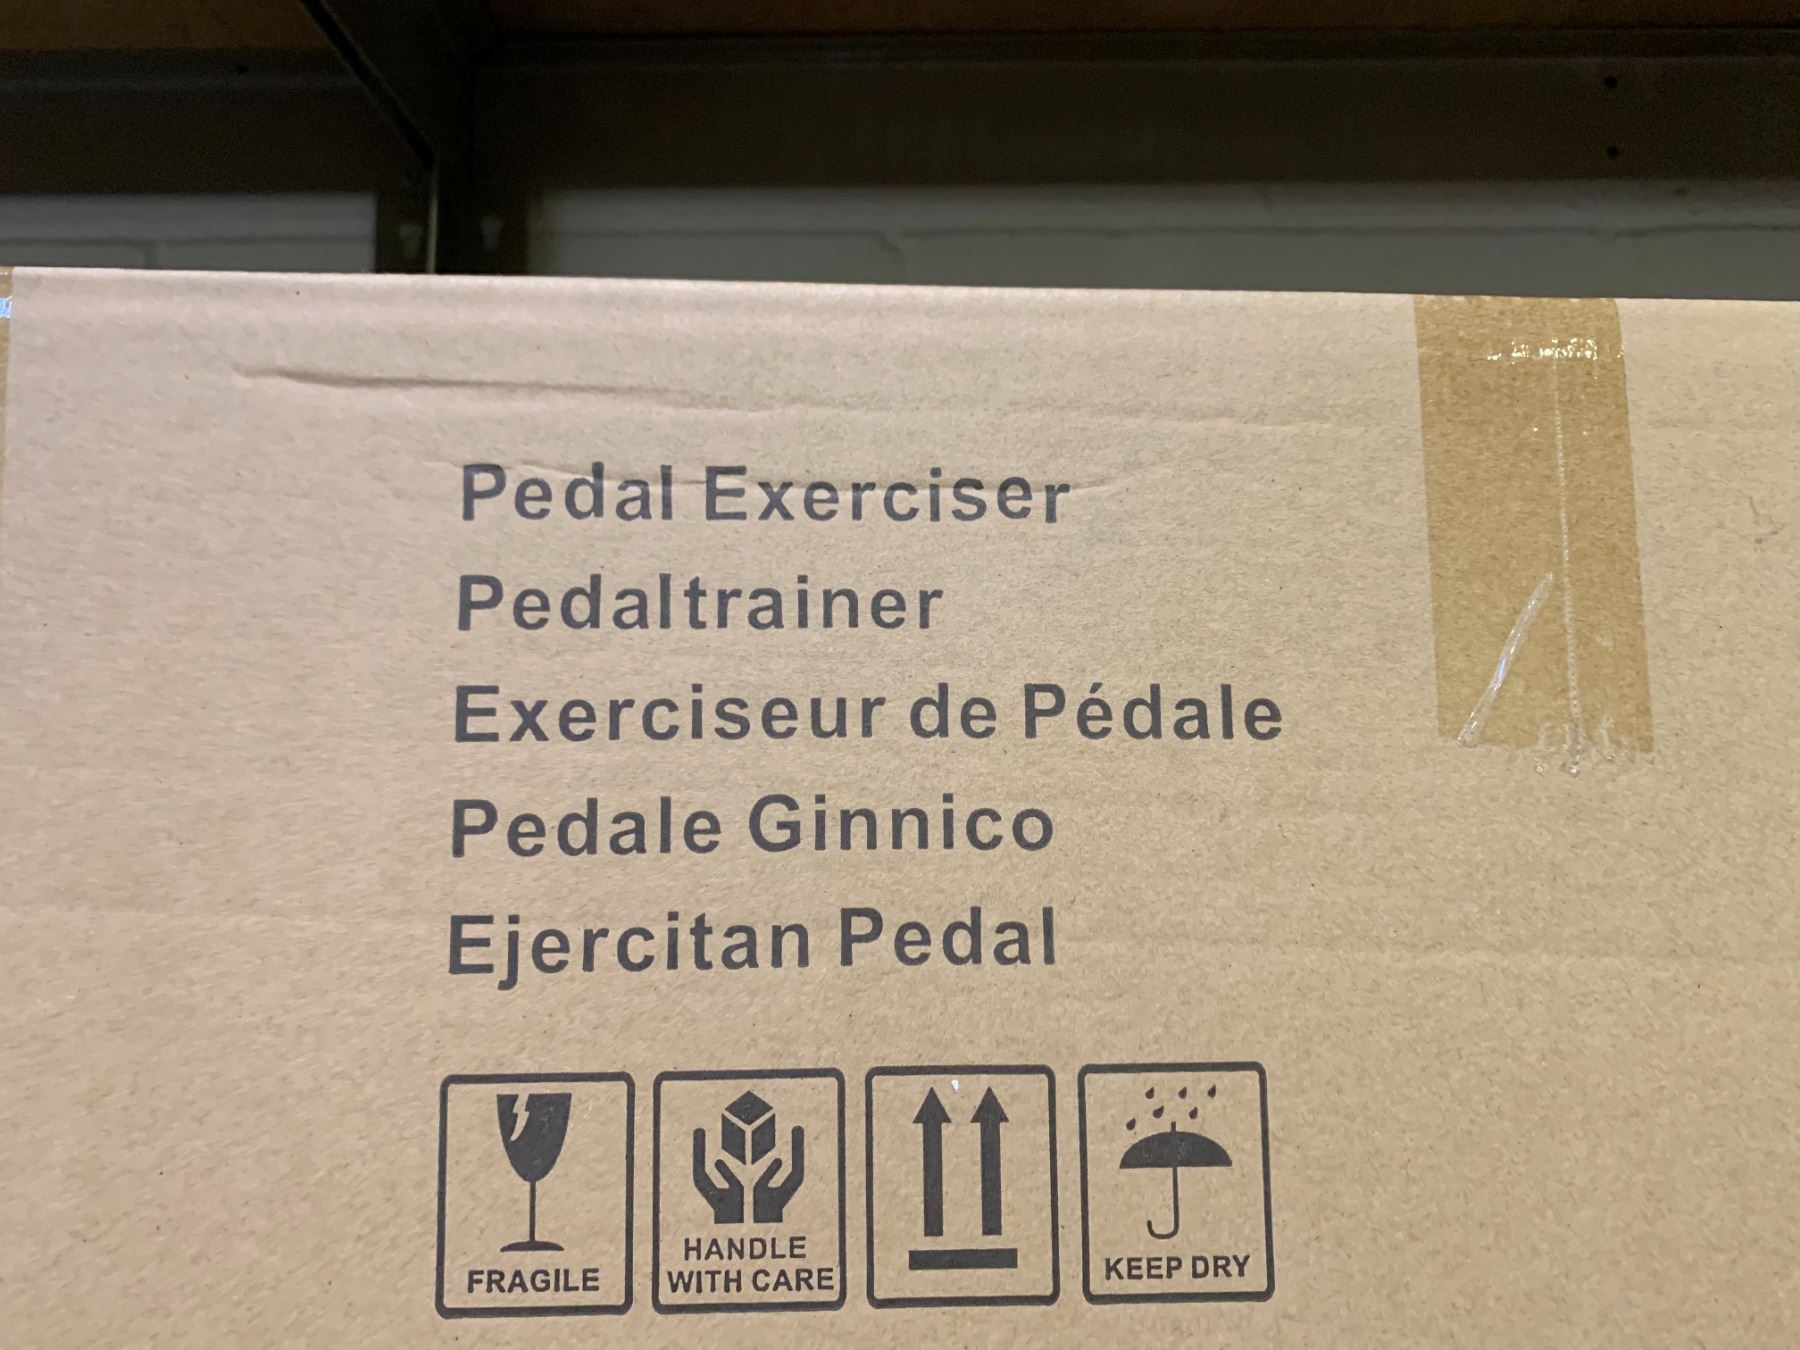 Pedal Exerciser
Pedaltrainer
Exerciseur de Pédale
Pedale Ginnico
Ejercitan Pedal
FRAGILE
HANDLE
WITH CARE
KEEP DRY